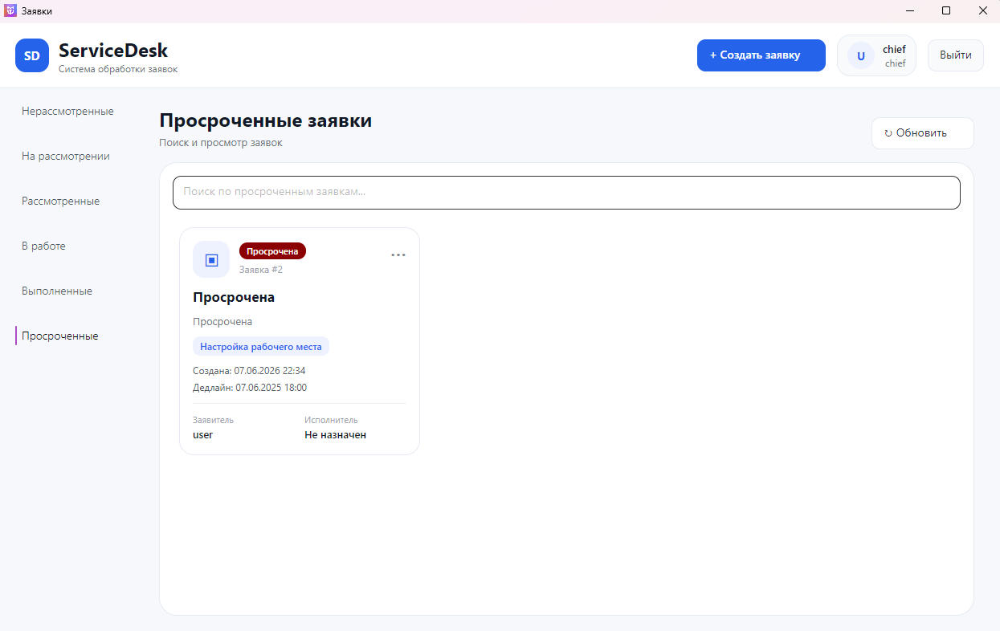 Заявки
SD
ServiceDesk
Система обработки заявок
+ Создать заявку
U
chief
chief
Выйти
Нерассмотренные
На рассмотрении
Рассмотренные
В работе
Выполненные
Просроченные
Просроченные заявки
Поиск и просмотр заявок
↻ Обновить
Поиск по просроченным заявкам...
Просрочена
Заявка #2
Просрочена
Просрочена
Настройка рабочего места
Создана: 07.06.2026 22:34
Дедлайн: 07.06.2025 18:00
Заявитель
Исполнитель
user
Не назначен